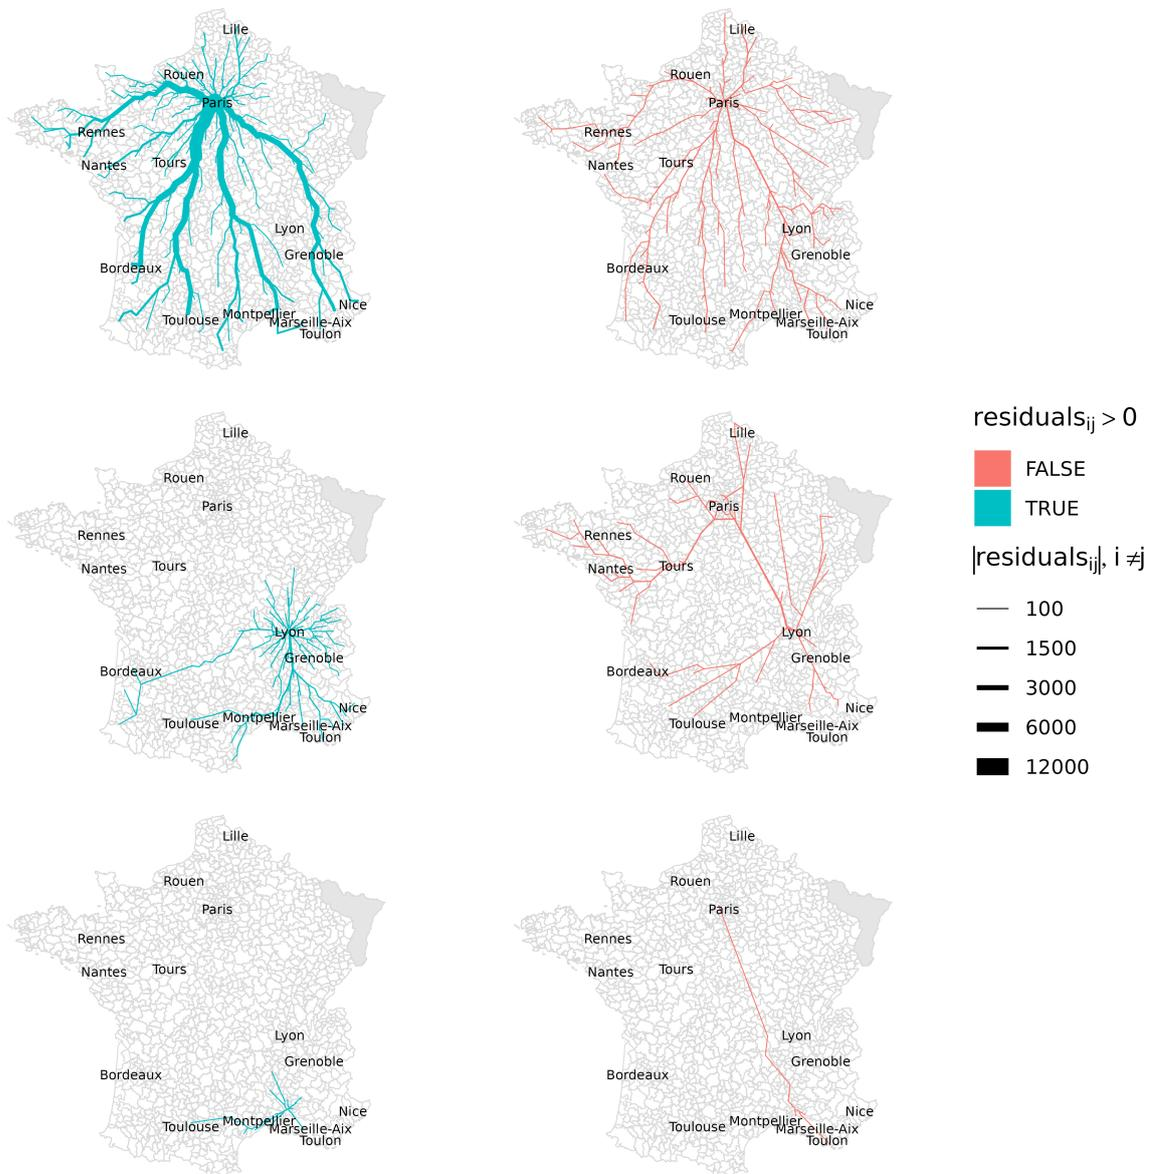 Lille
Rouen
Paris
Rennes
Nantes
Tours
Lyon
Grenoble
Bordeaux
Nice
Montpellier
Toulouse
Marseille-Aix
Toulon
Lille
Rouen
Paris
Rennes
Nantes
Tours
Lyon
Grenoble
Bordeaux
Nice
Montpellier
Toulouse
Marseille-Aix
Toulon
Lille
Rouen
Paris
Rennes
Nantes
Tours
Lyon
Grenoble
Bordeaux
Nice
Montpellier
Toulouse
Marseille-Aix
Toulon
Lille
Rouen
Paris
Rennes
Nantes
Tours
Lyon
Grenoble
Bordeaux
Nice
Montpellier
Toulouse
Marseille-Aix
Toulon
residuals_ij > 0
FALSE
TRUE
|residuals_ij|, i ≠ j
100
1500
3000
6000
12000
Lille
Rouen
Paris
Rennes
Nantes
Tours
Lyon
Grenoble
Bordeaux
Nice
Montpellier
Toulouse
Marseille-Aix
Toulon
Lille
Rouen
Paris
Rennes
Nantes
Tours
Lyon
Grenoble
Bordeaux
Nice
Montpellier
Toulouse
Marseille-Aix
Toulon